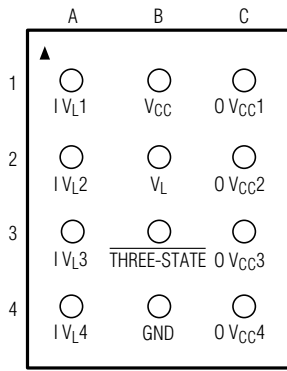 A B C
1
I VL1 VCC O VCC1
2
I VL2 VL O VCC2
3
I VL3 THREE-STATE O VCC3
4
I VL4 GND O VCC4